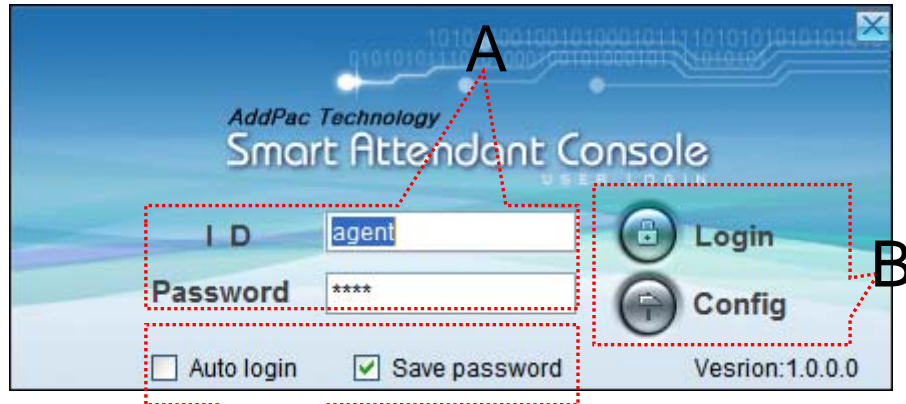 A
AddPac Technology
Smart Attendant Console
USER LOGIN
I D agent Login
B
Password **** Config
Auto login Save password Vesrion:1.0.0.0